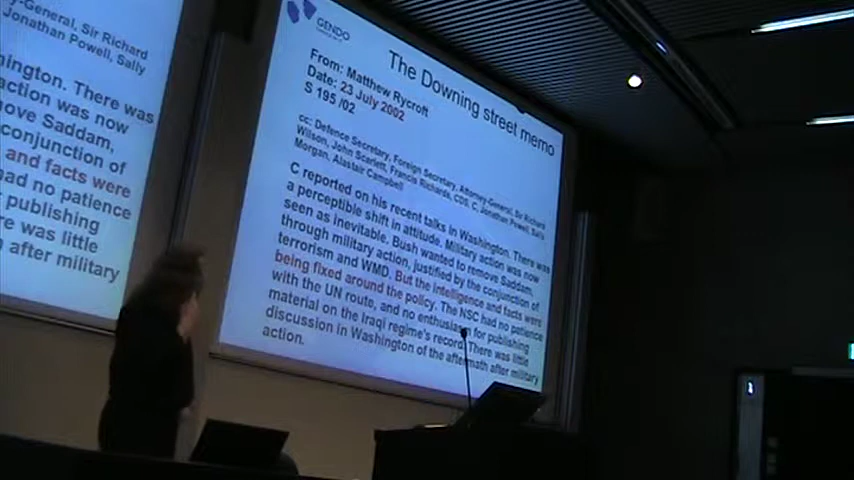 y-General, Sir Richard
Jonathan Powell, Sally
ington. There was
action was now
ove Saddam,
onjunction of
and facts were
ad no patience
publishing
re was little
after military
GENDO
The Downing street memo
From: Matthew Rycroft
Date: 23 July 2002
S 195 /02
cc: Defence Secretary, Foreign Secretary, Attorney-General, Sir Richard
Wilson, John Scarlett, Francis Richards, CDS, C, Jonathan Powell, Sally
Morgan, Alastair Campbell
C reported on his recent talks in Washington. There was
a perceptible shift in attitude. Military action was now
seen as inevitable. Bush wanted to remove Saddam,
through military action, justified by the conjunction of
terrorism and WMD. But the intelligence and facts were
being fixed around the policy. The NSC had no patience
with the UN route, and no enthusiasm for publishing
material on the Iraqi regime's record. There was little
discussion in Washington of the aftermath after military
action.